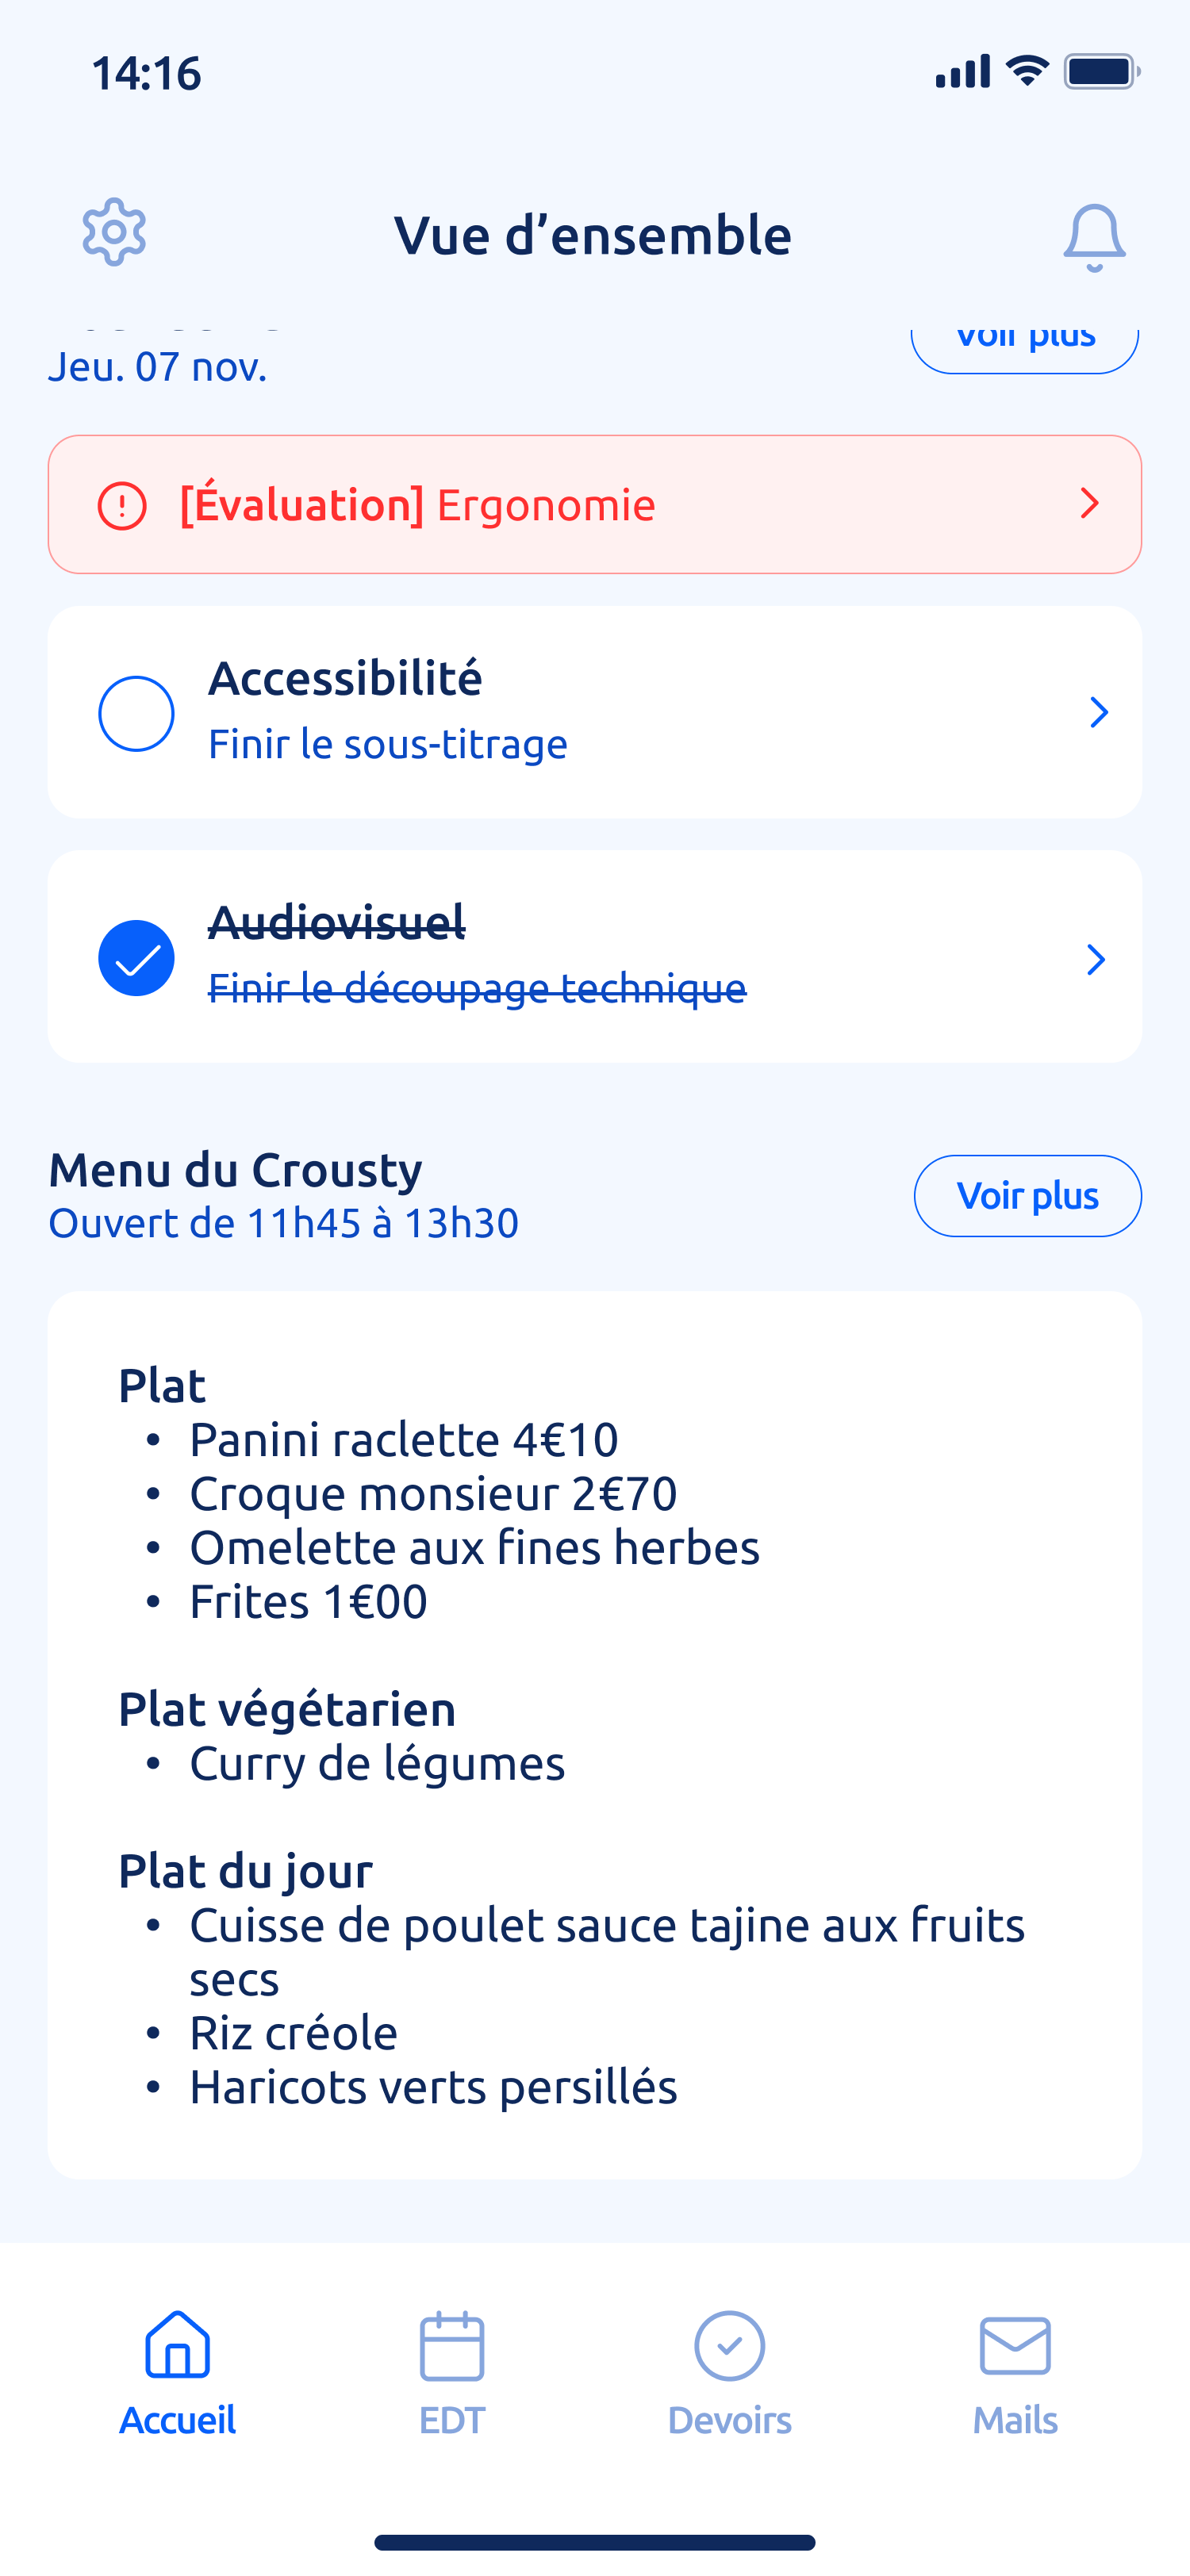 14:16
Vue d’ensemble
Voir plus
Jeu. 07 nov.
[Évaluation] Ergonomie
Accessibilité
Finir le sous-titrage
Audiovisuel
Finir le découpage technique
Menu du Crousty
Voir plus
Ouvert de 11h45 à 13h30
Plat
• Panini raclette 4€10
• Croque monsieur 2€70
• Omelette aux fines herbes
• Frites 1€00
Plat végétarien
• Curry de légumes
Plat du jour
• Cuisse de poulet sauce tajine aux fruits
secs
• Riz créole
• Haricots verts persillés
Accueil
EDT
Devoirs
Mails